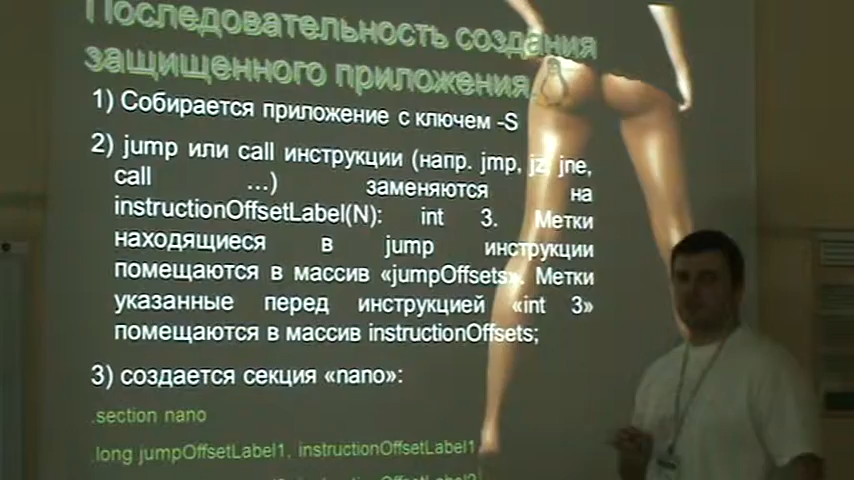 Последовательность создания
защищенного приложения
1) Собирается приложение с ключем -S
2) jump или call инструкции (напр. jmp, jz, jne,
call ...) заменяются на
instructionOffsetLabel(N): int 3. Метки
находящиеся в jump инструкции
помещаются в массив «jumpOffsets». Метки
указанные перед инструкцией «int 3»
помещаются в массив instructionOffsets;
3) создается секция «nano»:
.section nano
.long jumpOffsetLabel1, instructionOffsetLabel1